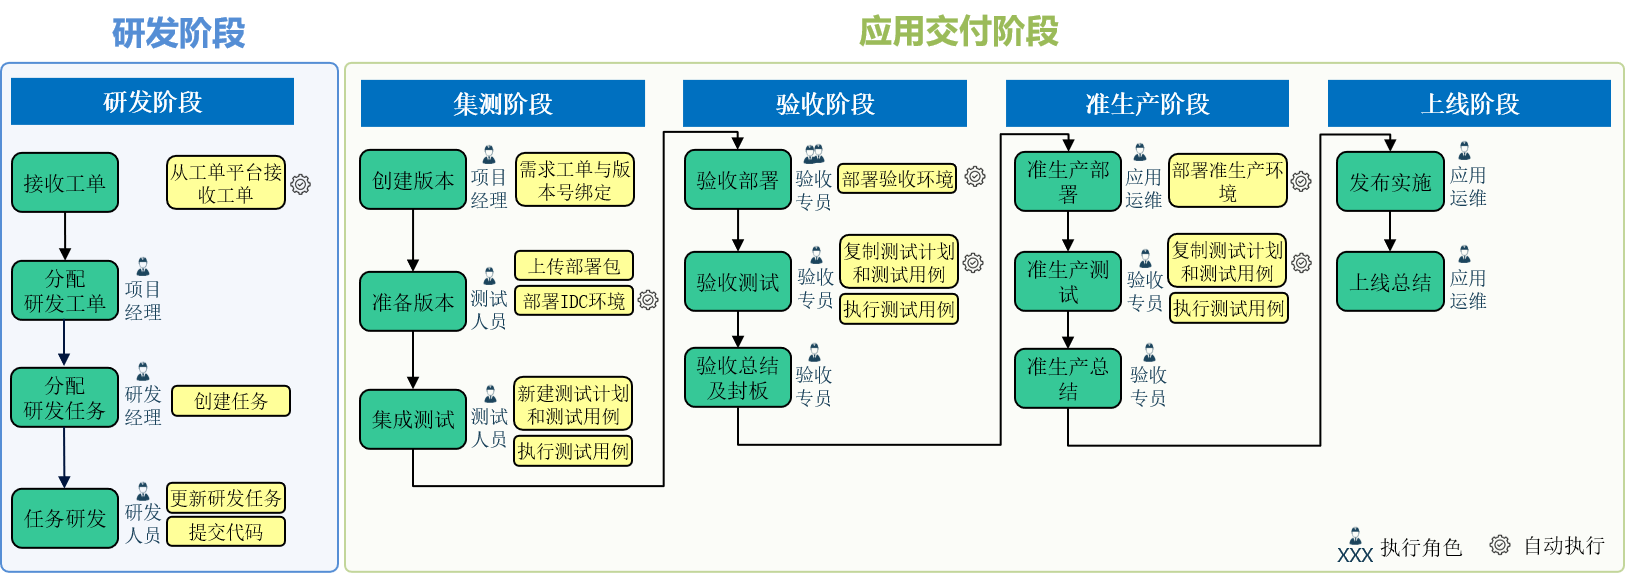 研发阶段
应用交付阶段
研发阶段
接收工单
从工单平台接
收工单
分配
研发工单
项目
经理
分配
研发任务
研发
经理
创建任务
任务研发
研发
人员
更新研发任务
提交代码
集测阶段
创建版本
项目
经理
需求工单与版
本号绑定
准备版本
测试
人员
上传部署包
部署IDC环境
集成测试
测试
人员
新建测试计划
和测试用例
执行测试用例
验收阶段
验收部署
验收
专员
部署验收环境
验收测试
验收
专员
复制测试计划
和测试用例
执行测试用例
验收总结
及封板
验收
专员
准生产阶段
准生产部
署
应用
运维
部署准生产环
境
准生产测
试
验收
专员
复制测试计划
和测试用例
执行测试用例
准生产总
结
验收
专员
上线阶段
发布实施
应用
运维
上线总结
应用
运维
XXX
执行角色
自动执行